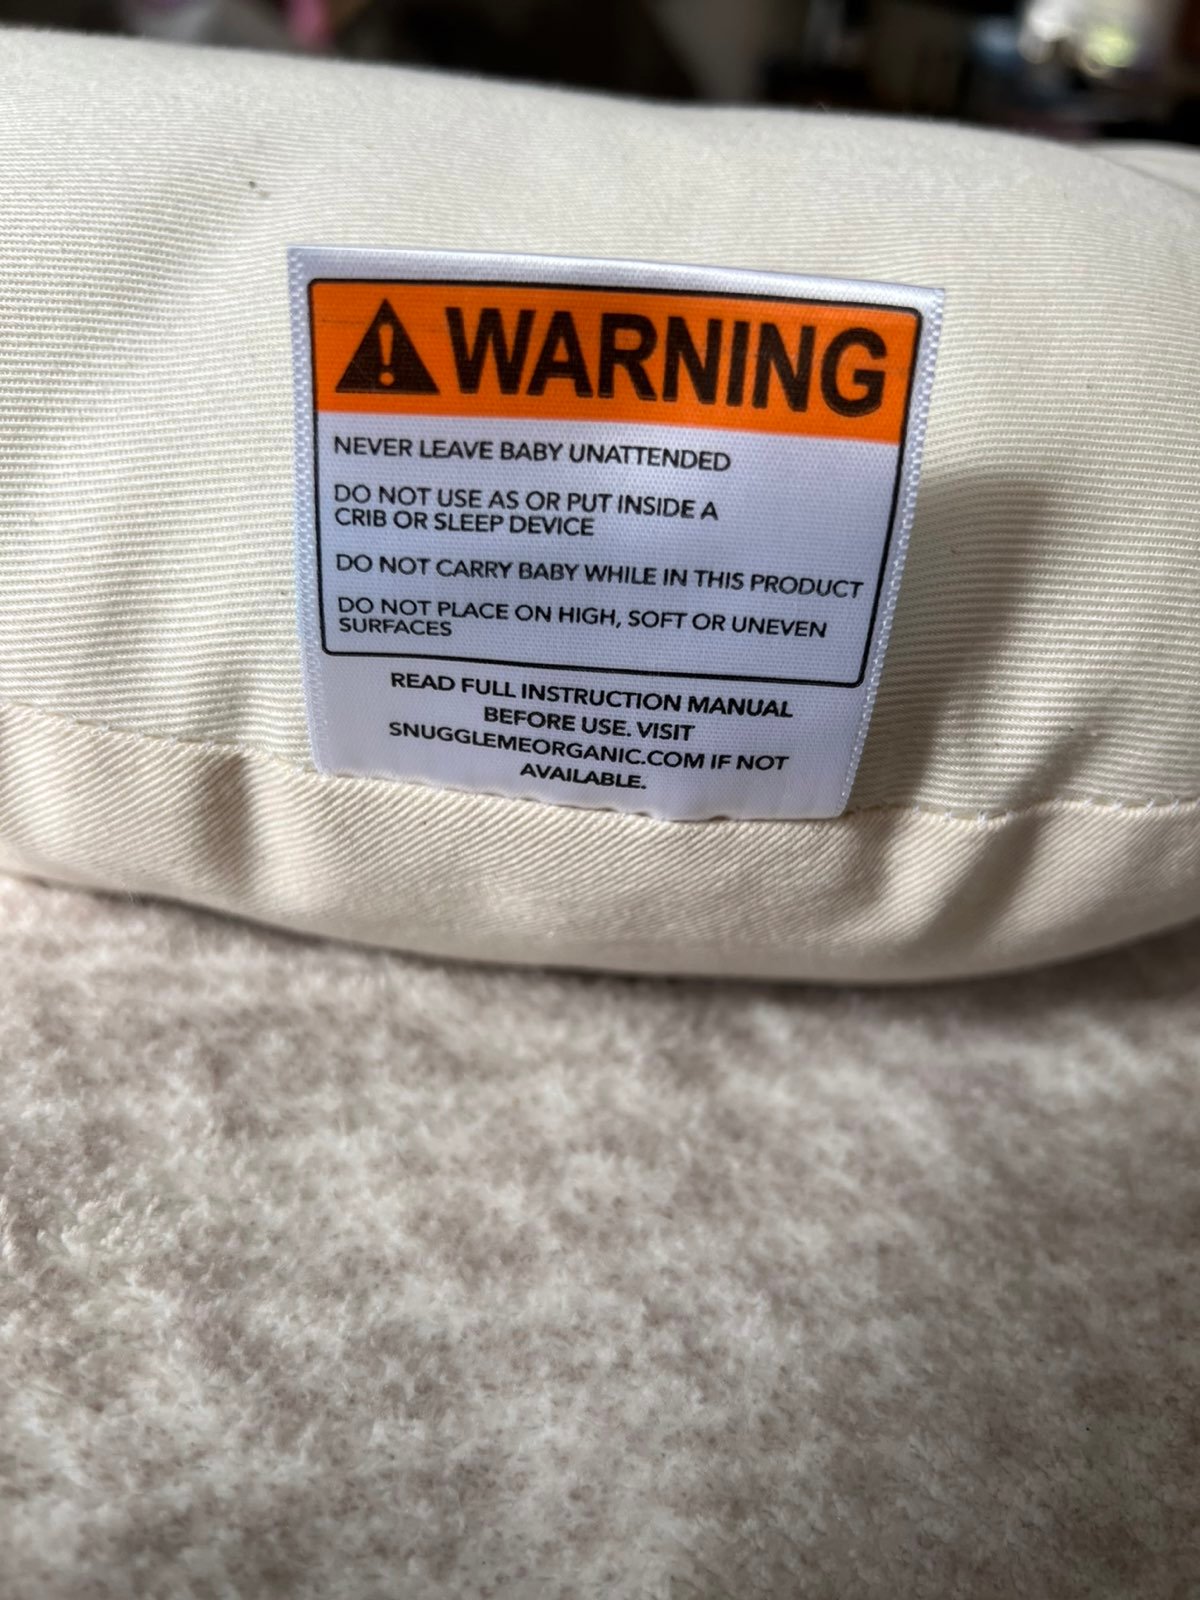 WARNING
NEVER LEAVE BABY UNATTENDED
DO NOT USE AS OR PUT INSIDE A
CRIB OR SLEEP DEVICE
DO NOT CARRY BABY WHILE IN THIS PRODUCT
DO NOT PLACE ON HIGH, SOFT OR UNEVEN
SURFACES
READ FULL INSTRUCTION MANUAL
BEFORE USE. VISIT
SNUGGLEMEORGANIC.COM IF NOT
AVAILABLE.